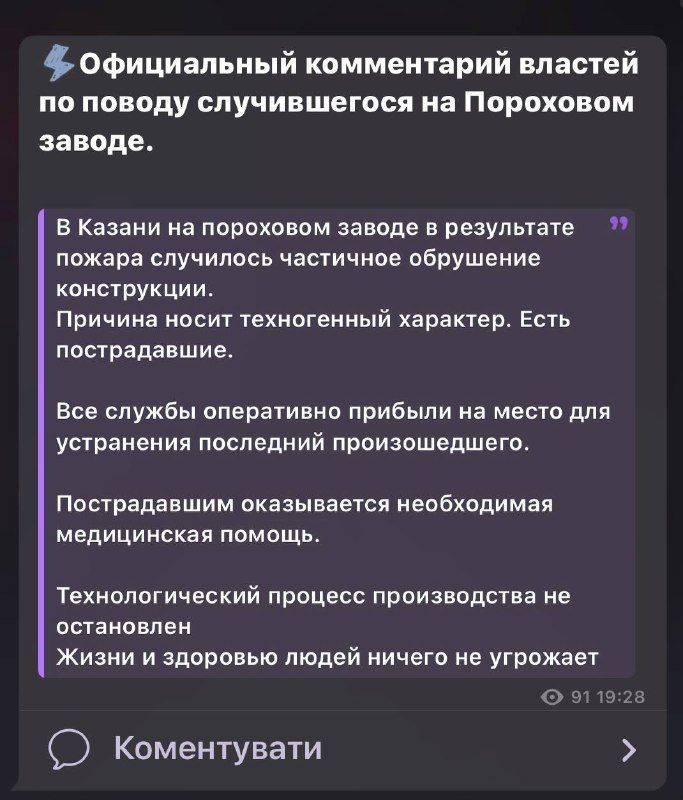 ⚡Официальный комментарий властей
по поводу случившегося на Пороховом
заводе.
В Казани на пороховом заводе в результате
пожара случилось частичное обрушение
конструкции.
Причина носит техногенный характер. Есть
пострадавшие.
Все службы оперативно прибыли на место для
устранения последний произошедшего.
Пострадавшим оказывается необходимая
медицинская помощь.
Технологический процесс производства не
остановлен
Жизни и здоровью людей ничего не угрожает
91 19:28
Коментувати